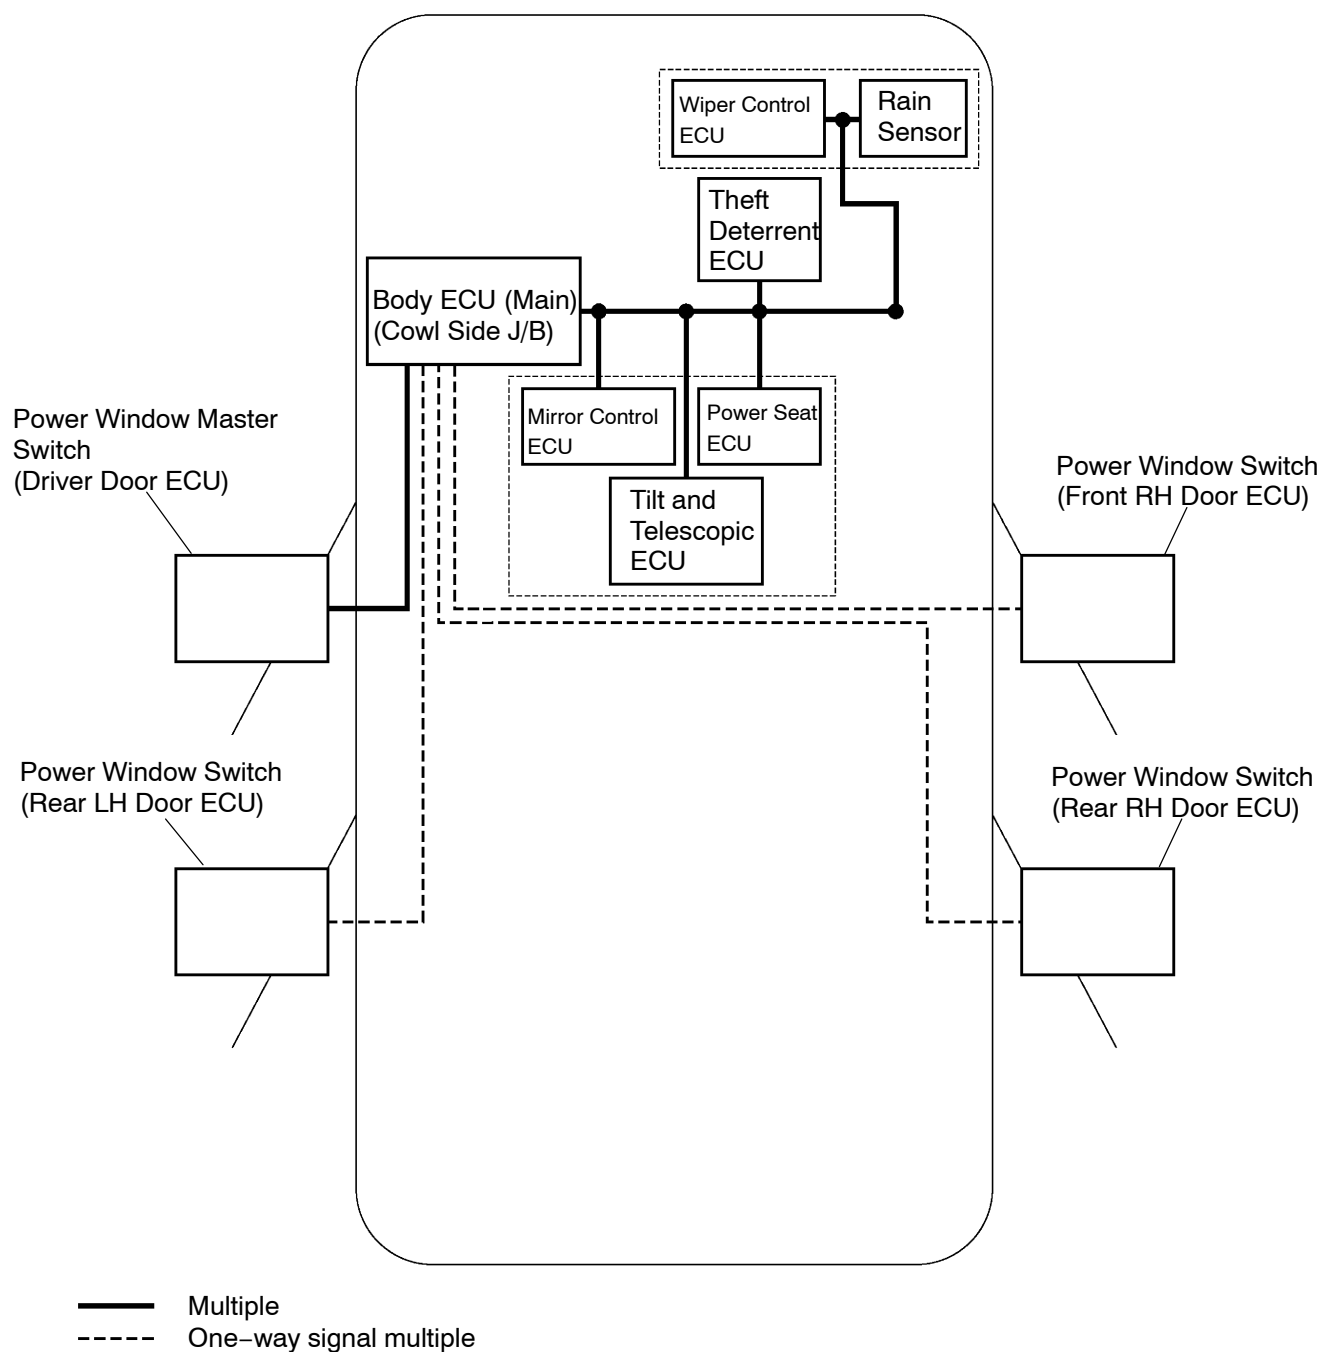 Wiper Control
ECU
Rain
Sensor
Theft
Deterrent
ECU
Body ECU (Main)
(Cowl Side J/B)
Mirror Control
ECU
Power Seat
ECU
Tilt and
Telescopic
ECU
Power Window Master
Switch
(Driver Door ECU)
Power Window Switch
(Front RH Door ECU)
Power Window Switch
(Rear LH Door ECU)
Power Window Switch
(Rear RH Door ECU)
Multiple
One−way signal multiple